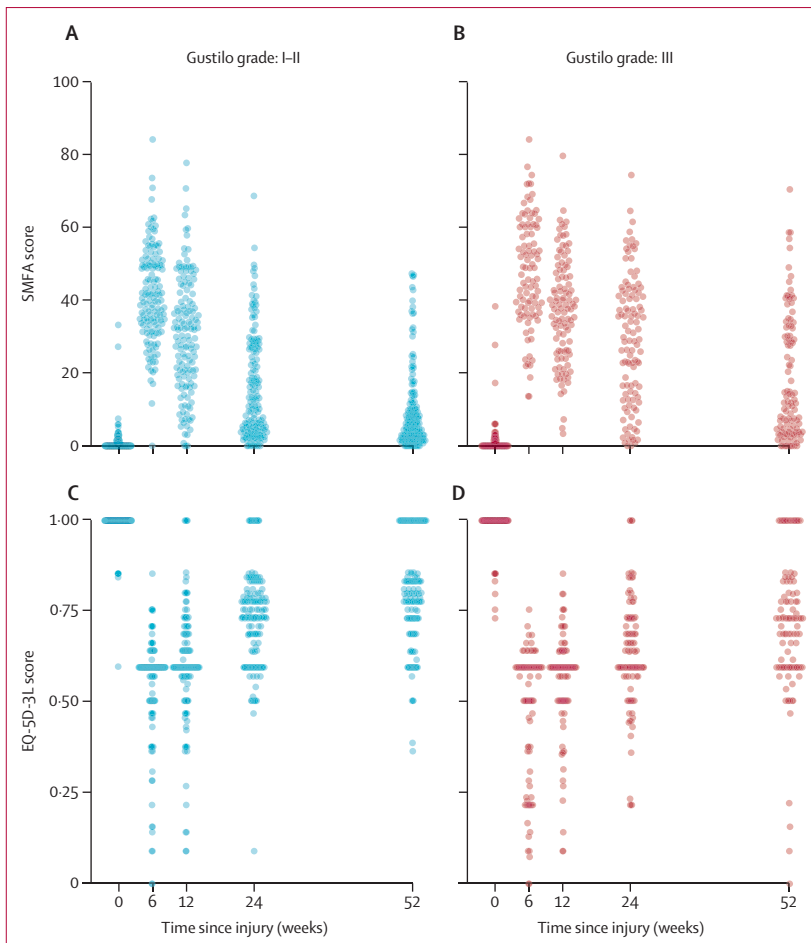 A
B
Gustilo grade: I–II
Gustilo grade: III
100
80
60
40
20
0
SMFA score
C
D
1·00
0·75
0·50
0·25
0
EQ-5D-3L score
0 6 12 24 52
0 6 12 24 52
Time since injury (weeks)
Time since injury (weeks)